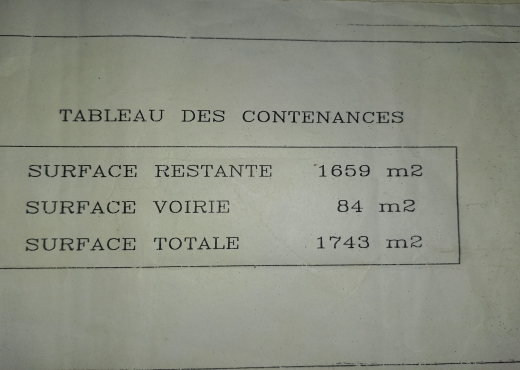 TABLEAU DES CONTENANCES
SURFACE RESTANTE 1659 m2
SURFACE VOIRIE 84 m2
SURFACE TOTALE 1743 m2